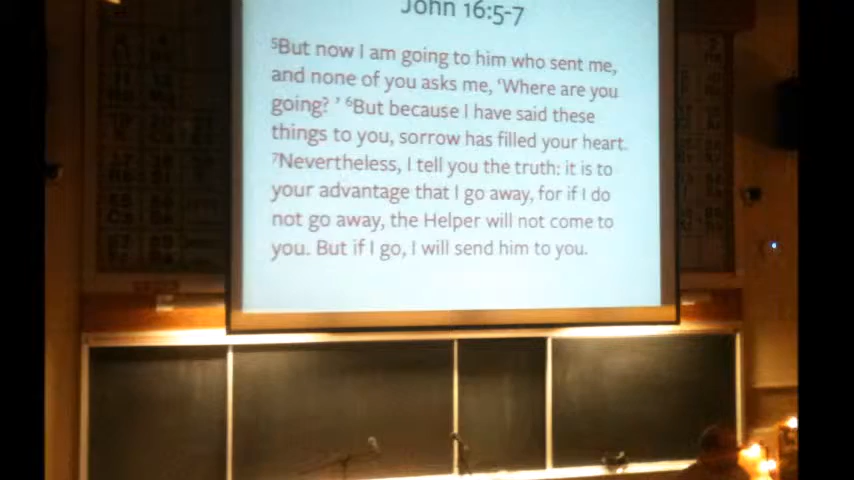 John 16:5-7
⁵But now I am going to him who sent me,
and none of you asks me, ‘Where are you
going? ’ ⁶But because I have said these
things to you, sorrow has filled your heart.
⁷Nevertheless, I tell you the truth: it is to
your advantage that I go away, for if I do
not go away, the Helper will not come to
you. But if I go, I will send him to you.